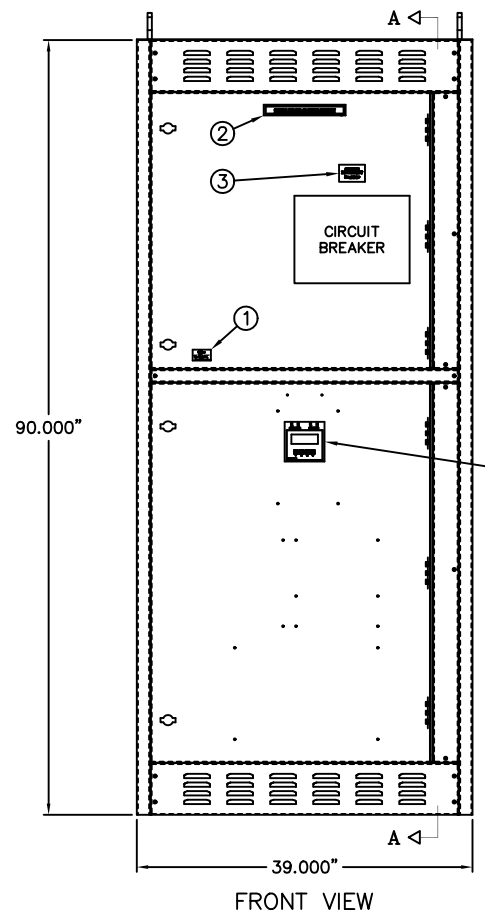 A
②
③
CIRCUIT
BREAKER
①
90.000"
A
39.000"
FRONT VIEW